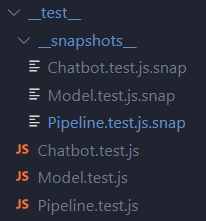 __test__
__snapshots__
Chatbot.test.js.snap
Model.test.js.snap
Pipeline.test.js.snap
JS Chatbot.test.js
JS Model.test.js
JS Pipeline.test.js